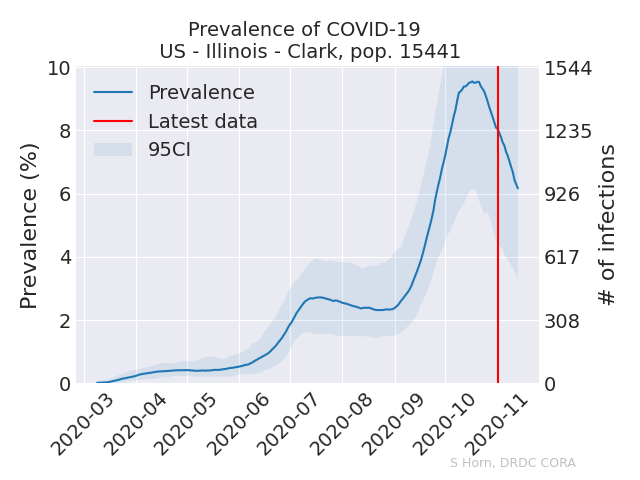 Prevalence of COVID-19
US - Illinois - Clark, pop. 15441
Prevalence
Latest data
95CI
Prevalence (%)
10
8
6
4
2
0
1544
1235
926
617
308
0
# of infections
2020-03
2020-04
2020-05
2020-06
2020-07
2020-08
2020-09
2020-10
2020-11
S Horn, DRDC CORA